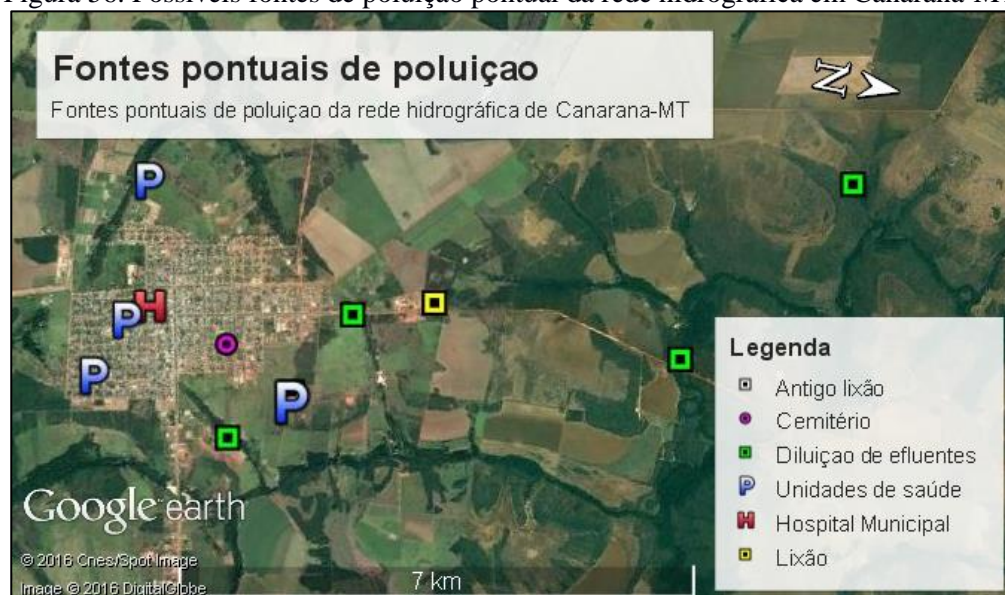 Figura 38. Possíveis fontes de poluição pontual da rede hidrográfica em Canarana-MT
Fontes pontuais de poluiçao
Fontes pontuais de poluiçao da rede hidrográfica de Canarana-MT
N
P
H
P
P
P
Legenda
Antigo lixão
Cemitério
Diluiçao de efluentes
P Unidades de saúde
H Hospital Municipal
Lixão
Google earth
© 2016 Cnes/Spot Image
Image © 2016 DigitalGlobe
7 km